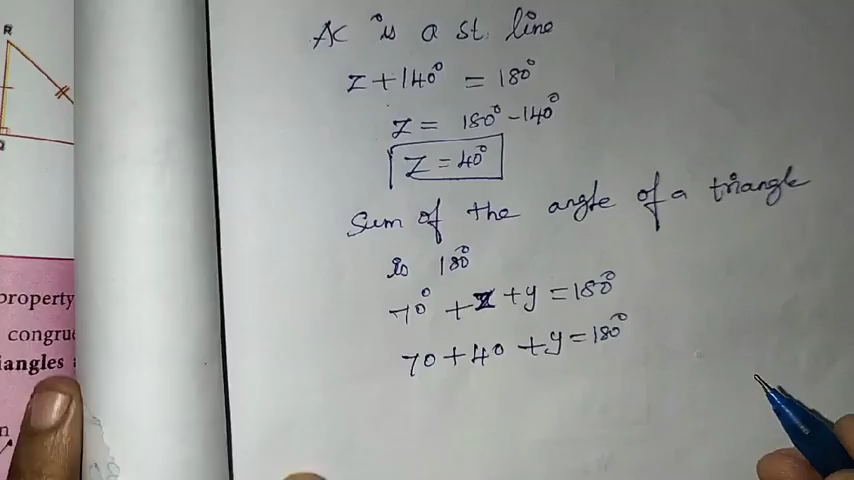 R
property
congrue
iangles
n
AC is a st. line
z + 140° = 180°
z = 180° - 140°
z = 40°
Sum of the angle of a triangle
is 180°
70° + z + y = 180°
70 + 40 + y = 180°